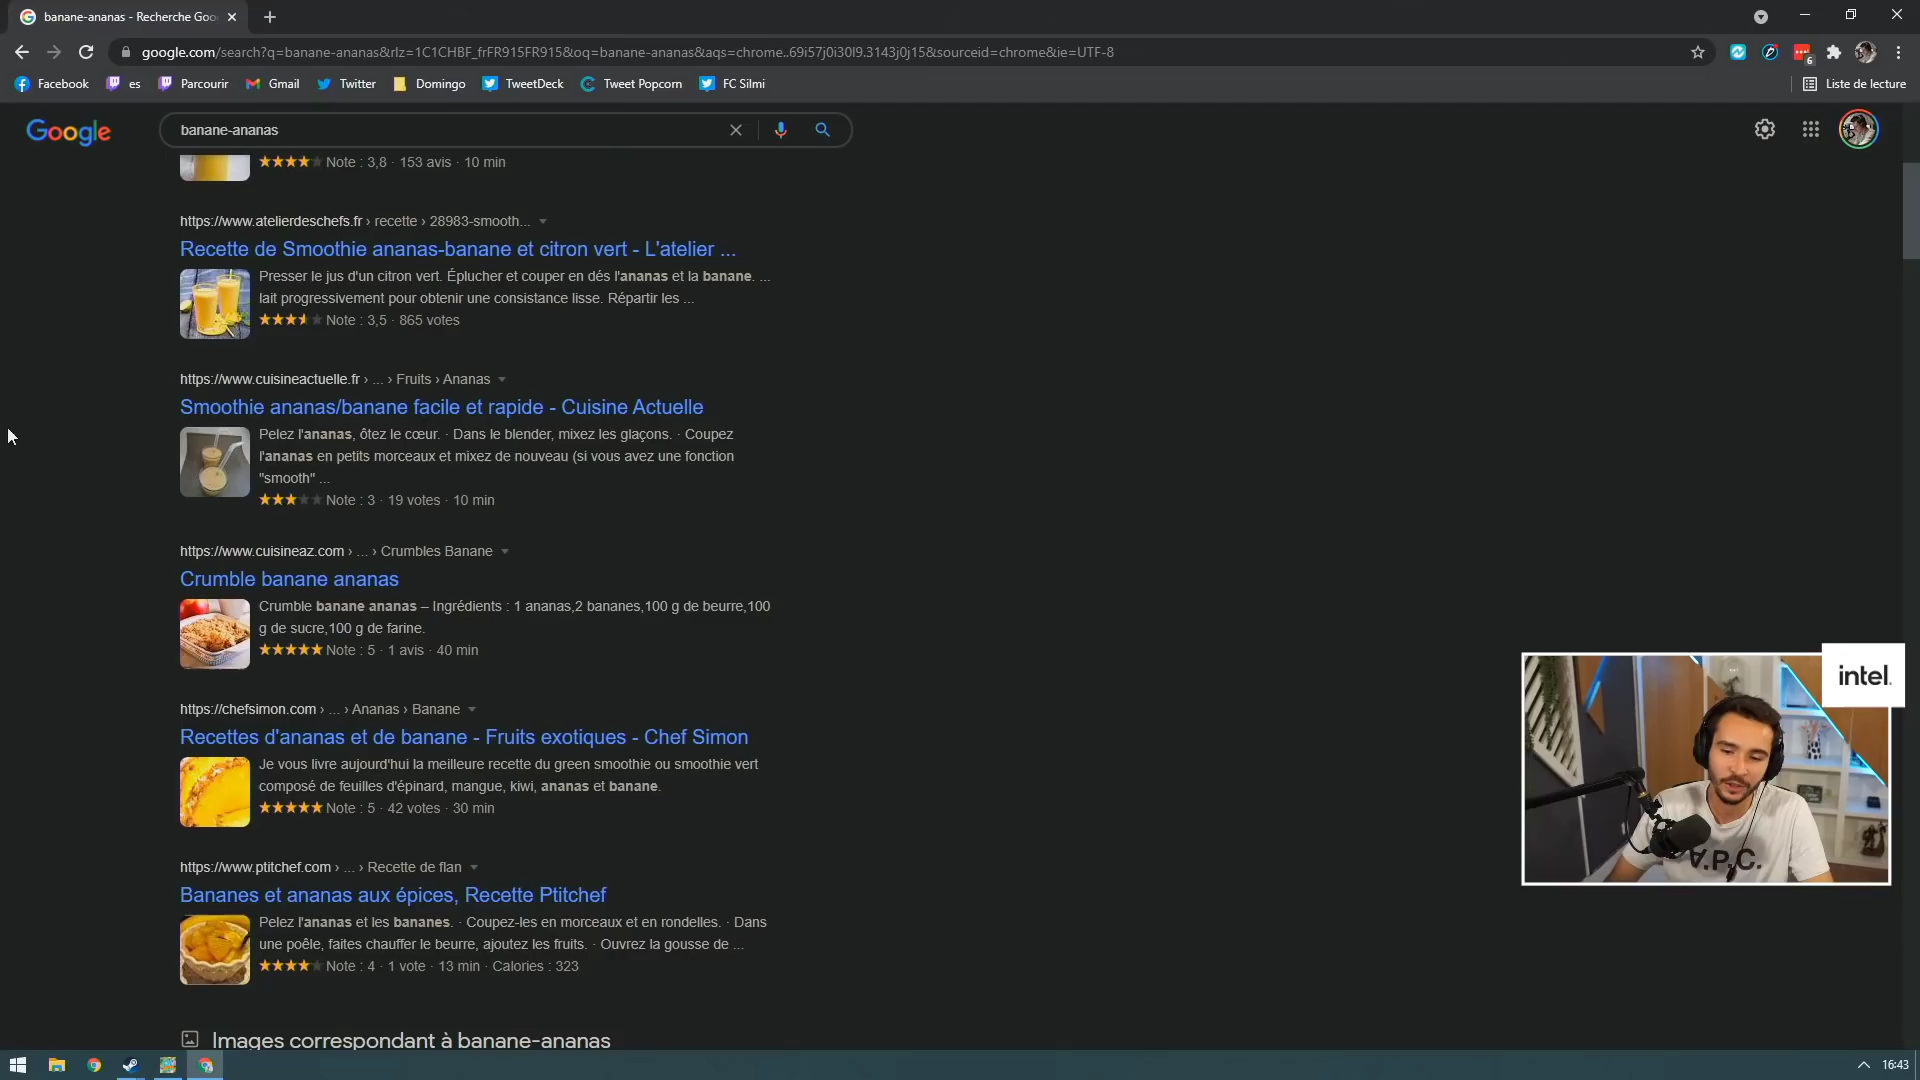 banane-ananas - Recherche Goo
google.com/search?q=banane-ananas&rlz=1C1CHBF_frFR915FR915&oq=banane-ananas&aqs=chrome..69i57j0i30l9.3143j0j15&sourceid=chrome&ie=UTF-8
6
Facebook es Parcourir Gmail Twitter Domingo TweetDeck Tweet Popcorn FC Silmi Liste de lecture
Google banane-ananas
Note : 3,8 · 153 avis · 10 min
https://www.atelierdeschefs.fr › recette › 28983-smooth...
Recette de Smoothie ananas-banane et citron vert - L'atelier ...
Presser le jus d'un citron vert. Éplucher et couper en dés l'ananas et la banane. ...
lait progressivement pour obtenir une consistance lisse. Répartir les ...
Note : 3,5 · 865 votes
https://www.cuisineactuelle.fr › ... › Fruits › Ananas
Smoothie ananas/banane facile et rapide - Cuisine Actuelle
Pelez l'ananas, ôtez le cœur. · Dans le blender, mixez les glaçons. · Coupez
l'ananas en petits morceaux et mixez de nouveau (si vous avez une fonction
"smooth" ...
Note : 3 · 19 votes · 10 min
https://www.cuisineaz.com › ... › Crumbles Banane
Crumble banane ananas
Crumble banane ananas – Ingrédients : 1 ananas,2 bananes,100 g de beurre,100
g de sucre,100 g de farine.
Note : 5 · 1 avis · 40 min
https://chefsimon.com › ... › Ananas › Banane
Recettes d'ananas et de banane - Fruits exotiques - Chef Simon
Je vous livre aujourd'hui la meilleure recette du green smoothie ou smoothie vert
composé de feuilles d'épinard, mangue, kiwi, ananas et banane.
Note : 5 · 42 votes · 30 min
https://www.ptitchef.com › ... › Recette de flan
Bananes et ananas aux épices, Recette Ptitchef
Pelez l'ananas et les bananes. · Coupez-les en morceaux et en rondelles. · Dans
une poêle, faites chauffer le beurre, ajoutez les fruits. · Ouvrez la gousse de ...
Note : 4 · 1 vote · 13 min · Calories : 323
Images correspondant à banane-ananas
intel.
A.P.C.
16:43